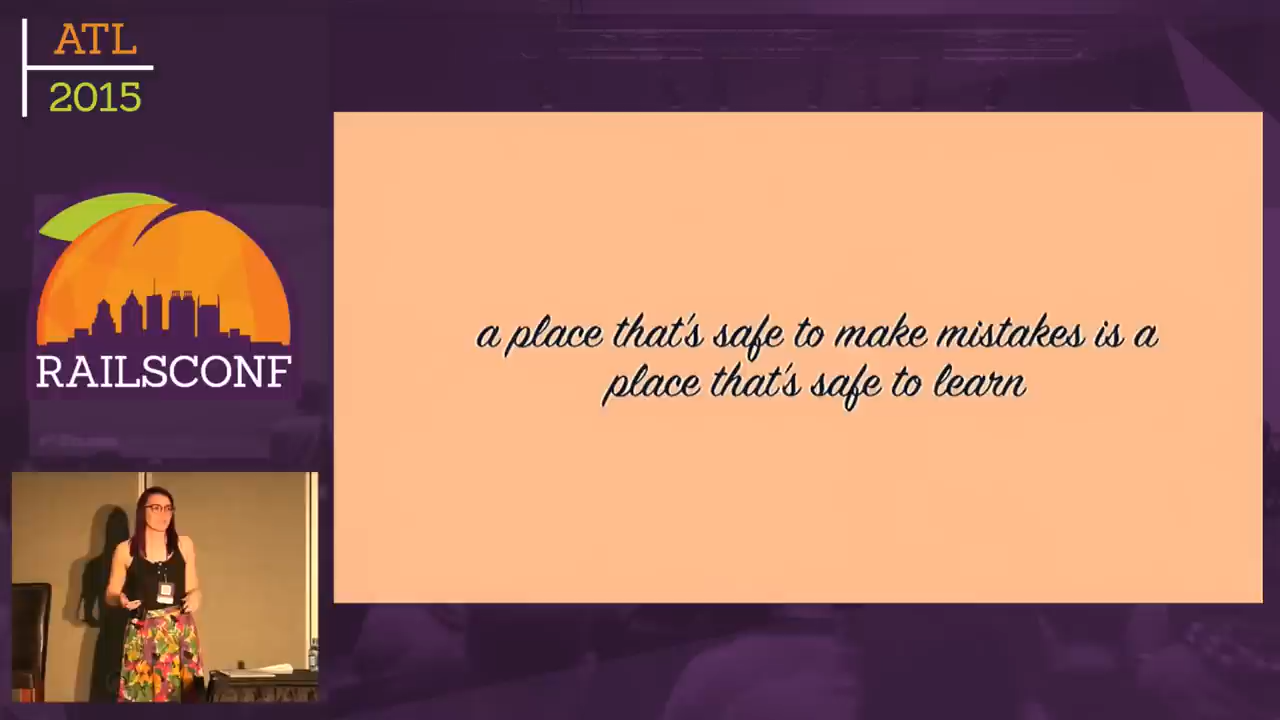 ATL
2015
RAILSCONF
a place that's safe to make mistakes is a
place that's safe to learn